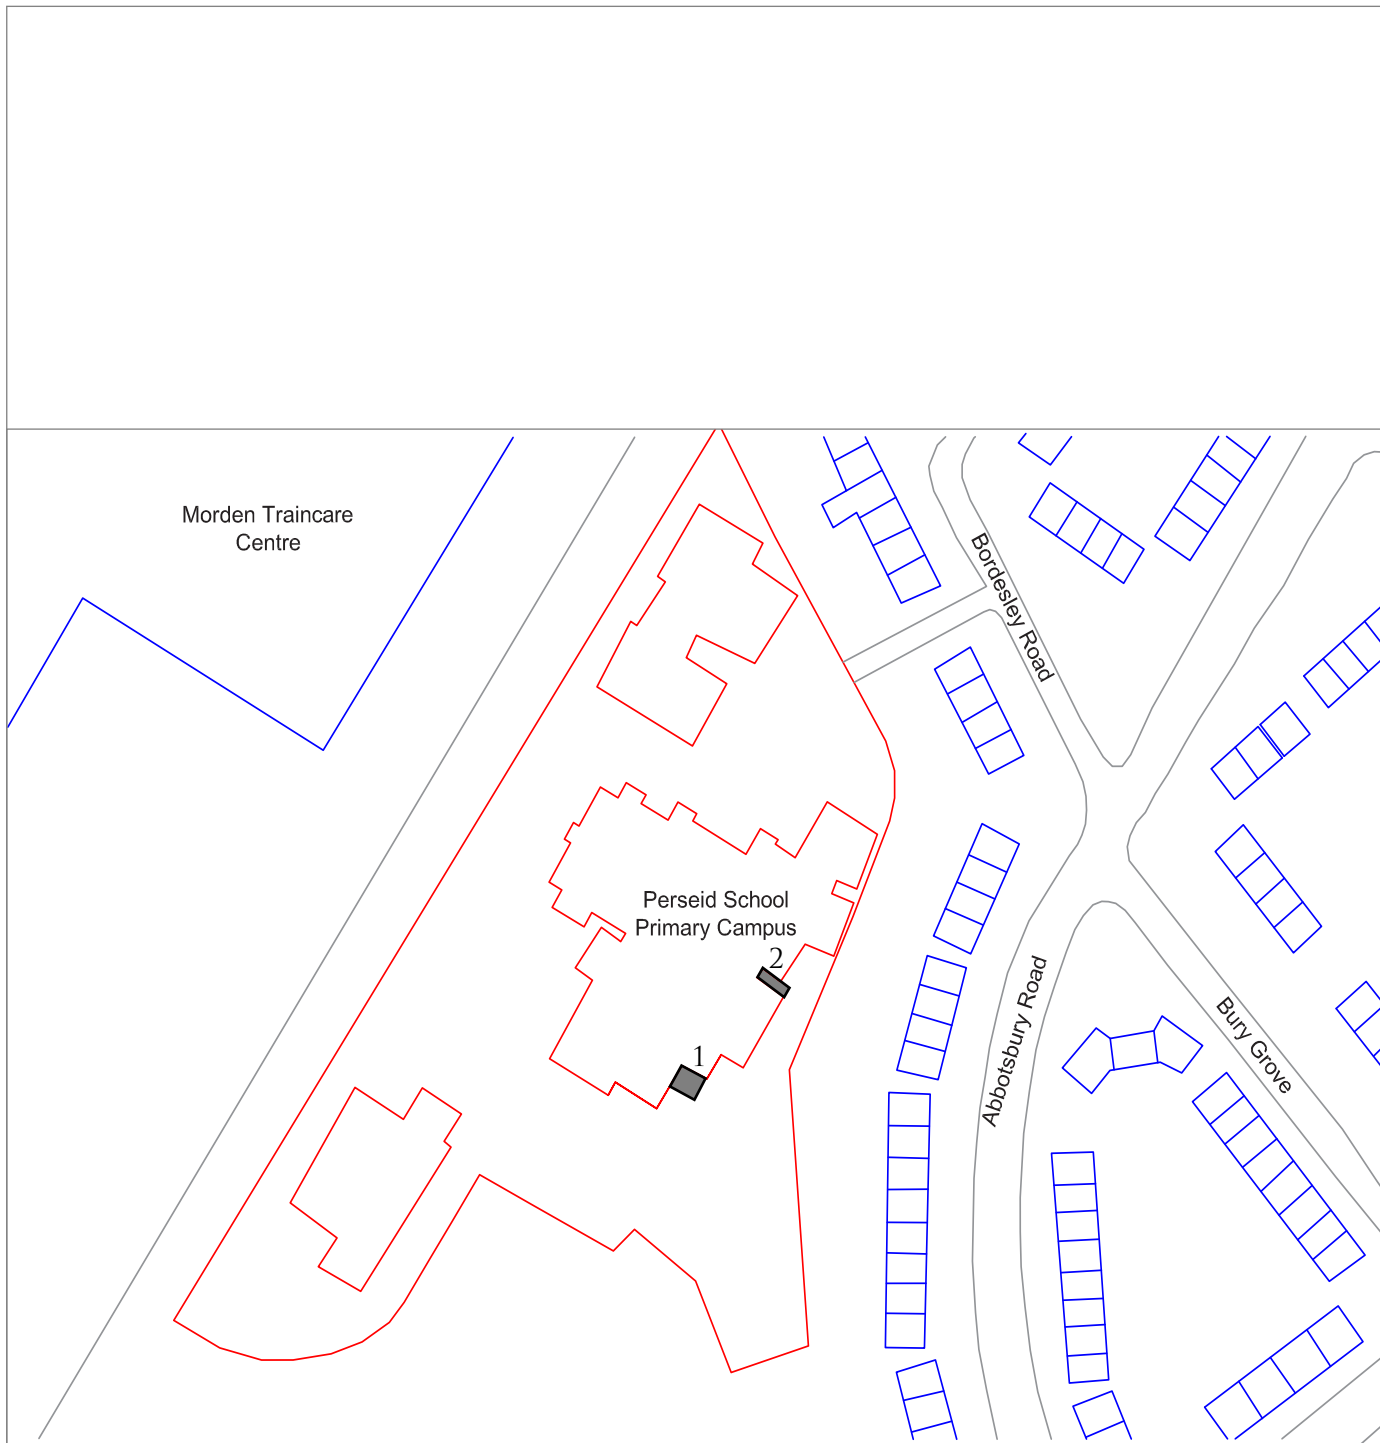 Morden Traincare
Centre
Bordesley Road
Perseid School
Primary Campus
2
1
Abbotsbury Road
Bury Grove